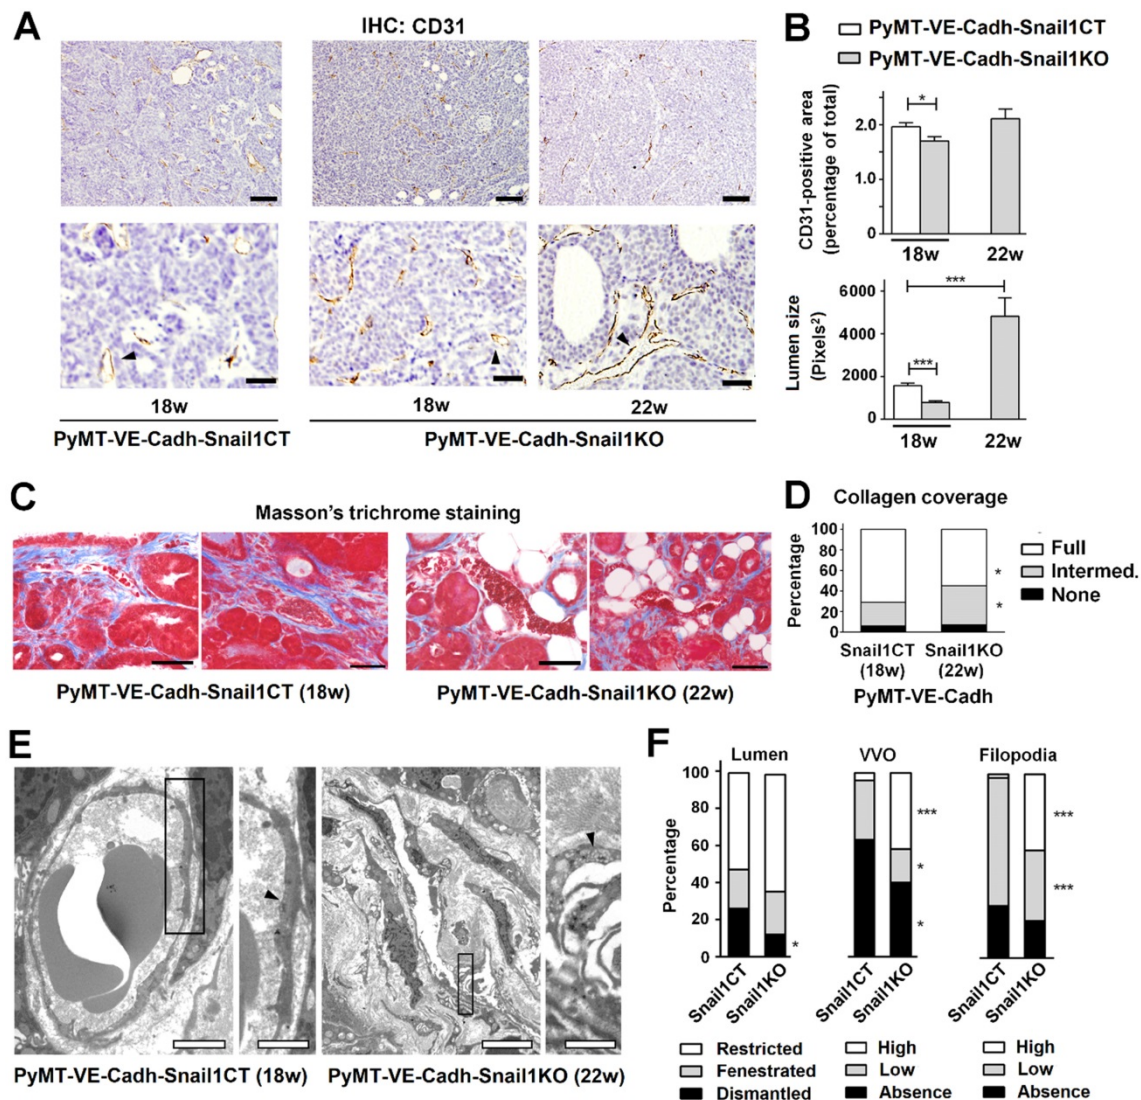 A
IHC: CD31
18w
18w
22w
PyMT-VE-Cadh-Snail1CT
PyMT-VE-Cadh-Snail1KO
B
PyMT-VE-Cadh-Snail1CT
PyMT-VE-Cadh-Snail1KO
CD31-positive area
(percentage of total)
2.0
1.0
0
*
18w
22w
Lumen size
(Pixels²)
6000
4000
2000
0
***
***
18w
22w
C
Masson's trichrome staining
PyMT-VE-Cadh-Snail1CT (18w)
PyMT-VE-Cadh-Snail1KO (22w)
D
Collagen coverage
Percentage
100
80
60
40
20
0
*
*
Full
Intermed.
None
Snail1CT
(18w)
Snail1KO
(22w)
PyMT-VE-Cadh
E
PyMT-VE-Cadh-Snail1CT (18w)
PyMT-VE-Cadh-Snail1KO (22w)
F
Lumen
VVO
Filopodia
Percentage
100
80
60
40
20
0
*
***
*
*
***
***
Snail1CT
Snail1KO
Snail1CT
Snail1KO
Snail1CT
Snail1KO
Restricted
Fenestrated
Dismantled
High
Low
Absence
High
Low
Absence